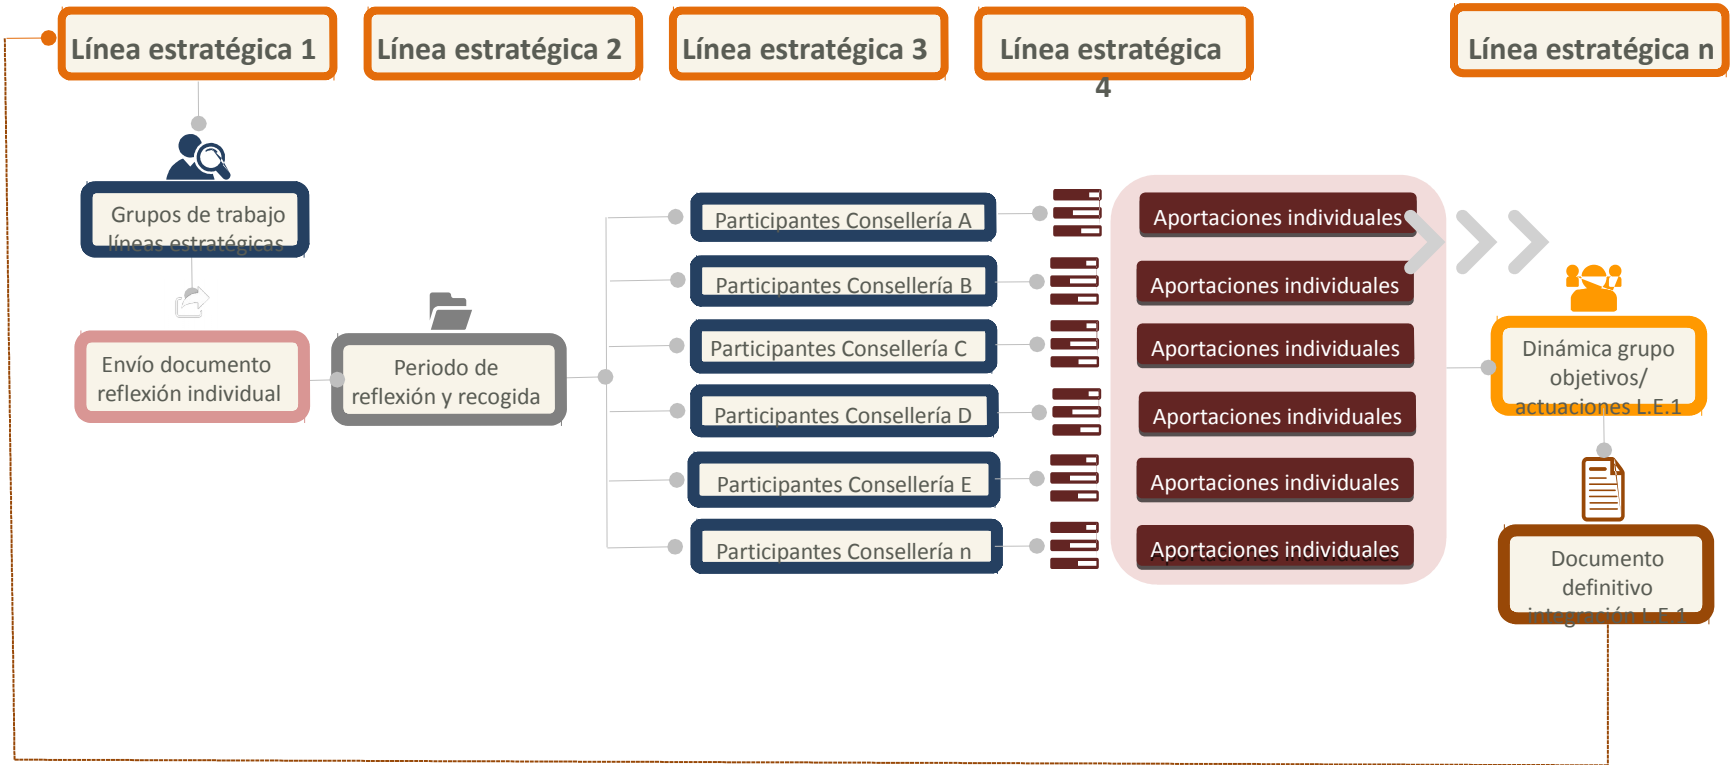 Línea estratégica 1
Línea estratégica 2
Línea estratégica 3
Línea estratégica
4
Línea estratégica n
Grupos de trabajo
líneas estratégicas
Envío documento
reflexión individual
Periodo de
reflexión y recogida
Participantes Consellería A
Aportaciones individuales
Participantes Consellería B
Aportaciones individuales
Participantes Consellería C
Aportaciones individuales
Participantes Consellería D
Aportaciones individuales
Participantes Consellería E
Aportaciones individuales
Participantes Consellería n
Aportaciones individuales
Dinámica grupo
objetivos/
actuaciones L.E.1
Documento
definitivo
integración L.E.1